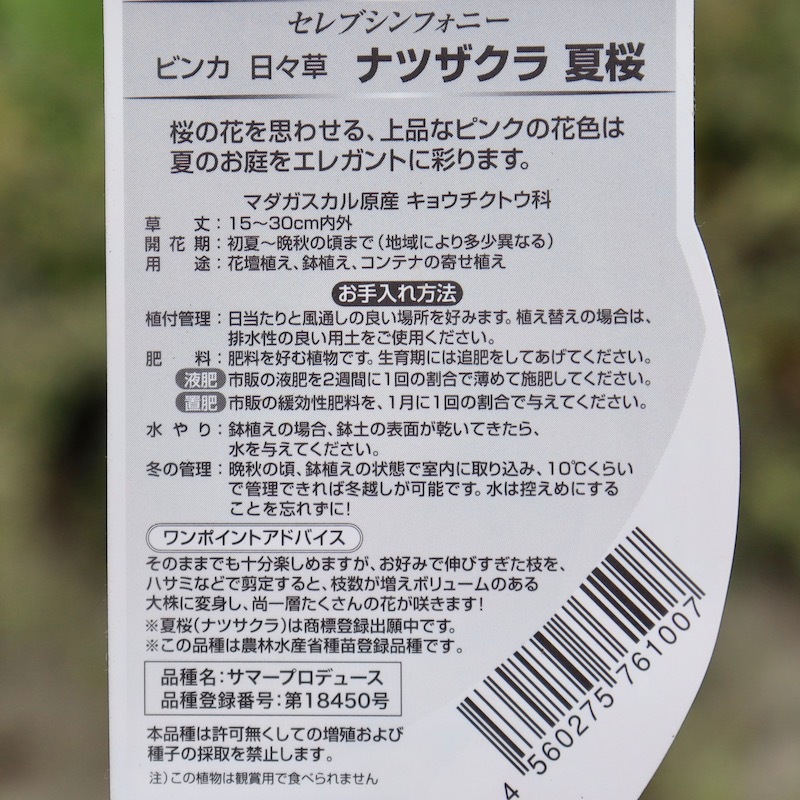 セレブシンフォニー
ビンカ 日々草 ナツザクラ 夏桜
桜の花を思わせる、上品なピンクの花色は
夏のお庭をエレガントに彩ります。
マダガスカル原産 キョウチクトウ科
草丈：15～30cm内外
開花期：初夏～晩秋の頃まで（地域により多少異なる）
用途：花壇植え、鉢植え、コンテナの寄せ植え
お手入れ方法
植付管理：日当たりと風通しの良い場所を好みます。植え替えの場合は、
排水性の良い用土をご使用ください。
肥料：肥料を好む植物です。生育期には追肥をしてあげてください。
液肥 市販の液肥を2週間に1回の割合で薄めて施肥してください。
置肥 市販の緩効性肥料を、1月に1回の割合で与えてください。
水やり：鉢植えの場合、鉢土の表面が乾いてきたら、
水を与えてください。
冬の管理：晩秋の頃、鉢植えの状態で室内に取り込み、10℃くらい
で管理できれば冬越しが可能です。水は控えめにする
ことを忘れずに！
ワンポイントアドバイス
そのままでも十分楽しめますが、お好みで伸びすぎた枝を、
ハサミなどで剪定すると、枝数が増えボリュームのある
大株に変身し、尚一層たくさんの花が咲きます！
※夏桜（ナツサクラ）は商標登録出願中です。
※この品種は農林水産省種苗登録品種です。
品種名：サマープロデュース
品種登録番号：第18450号
本品種は許可無くしての増殖および
種子の採取を禁止します。
注）この植物は観賞用で食べられません
4 560275 761007